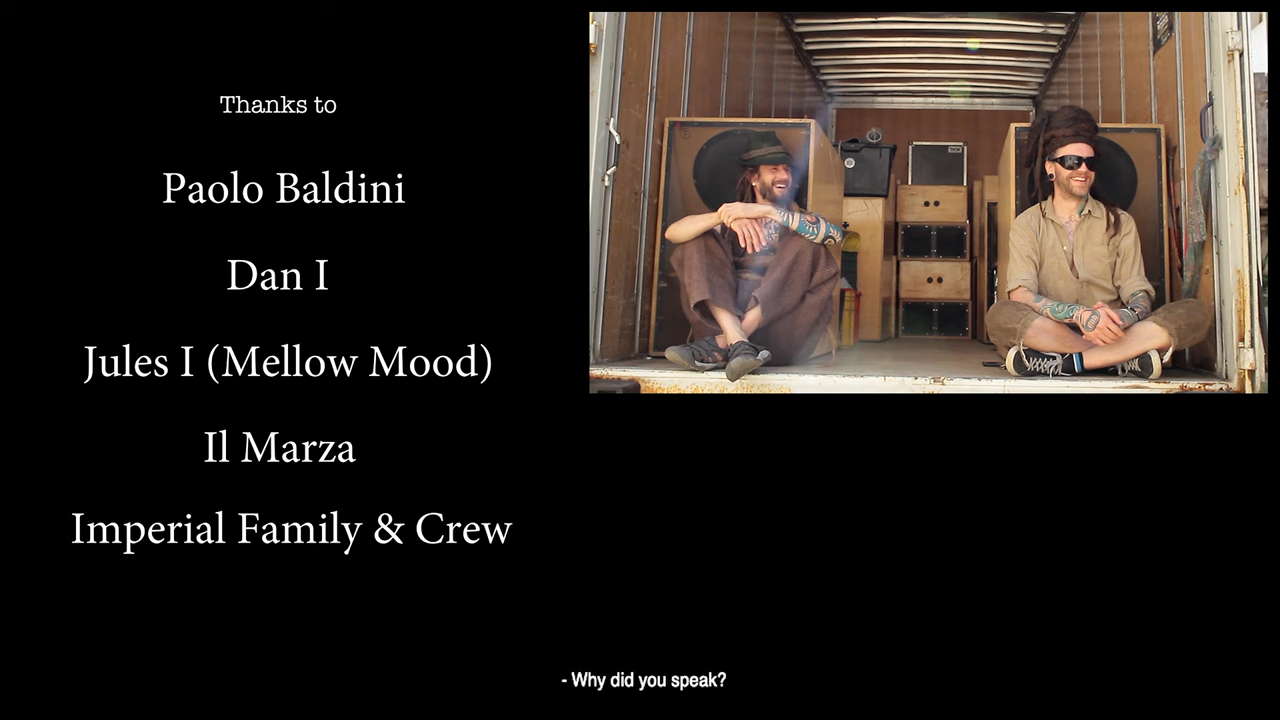 Thanks to
Paolo Baldini
Dan I
Jules I (Mellow Mood)
Il Marza
Imperial Family & Crew
- Why did you speak?